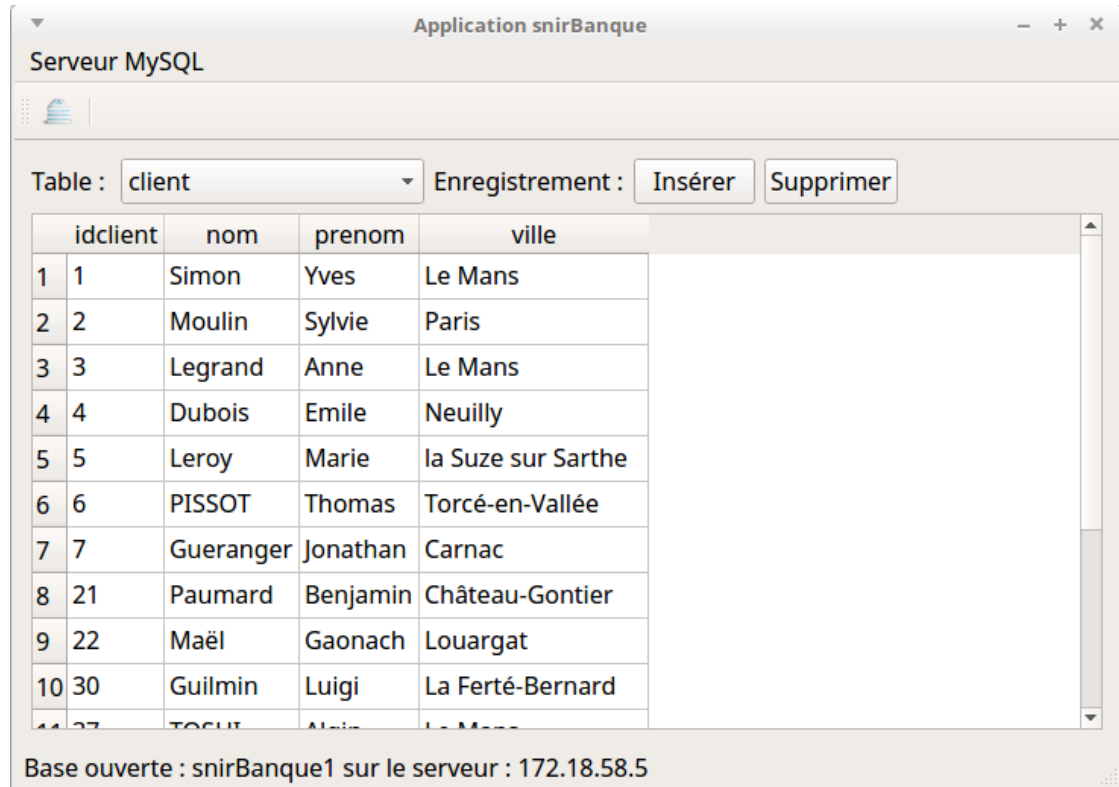 Application snirBanque
Serveur MySQL
Table : client Enregistrement : Insérer Supprimer
idclient nom prenom ville
1 1 Simon Yves Le Mans
2 2 Moulin Sylvie Paris
3 3 Legrand Anne Le Mans
4 4 Dubois Emile Neuilly
5 5 Leroy Marie la Suze sur Sarthe
6 6 PISSOT Thomas Torcé-en-Vallée
7 7 Gueranger Jonathan Carnac
8 21 Paumard Benjamin Château-Gontier
9 22 Maël Gaonach Louargat
10 30 Guilmin Luigi La Ferté-Bernard
Base ouverte : snirBanque1 sur le serveur : 172.18.58.5